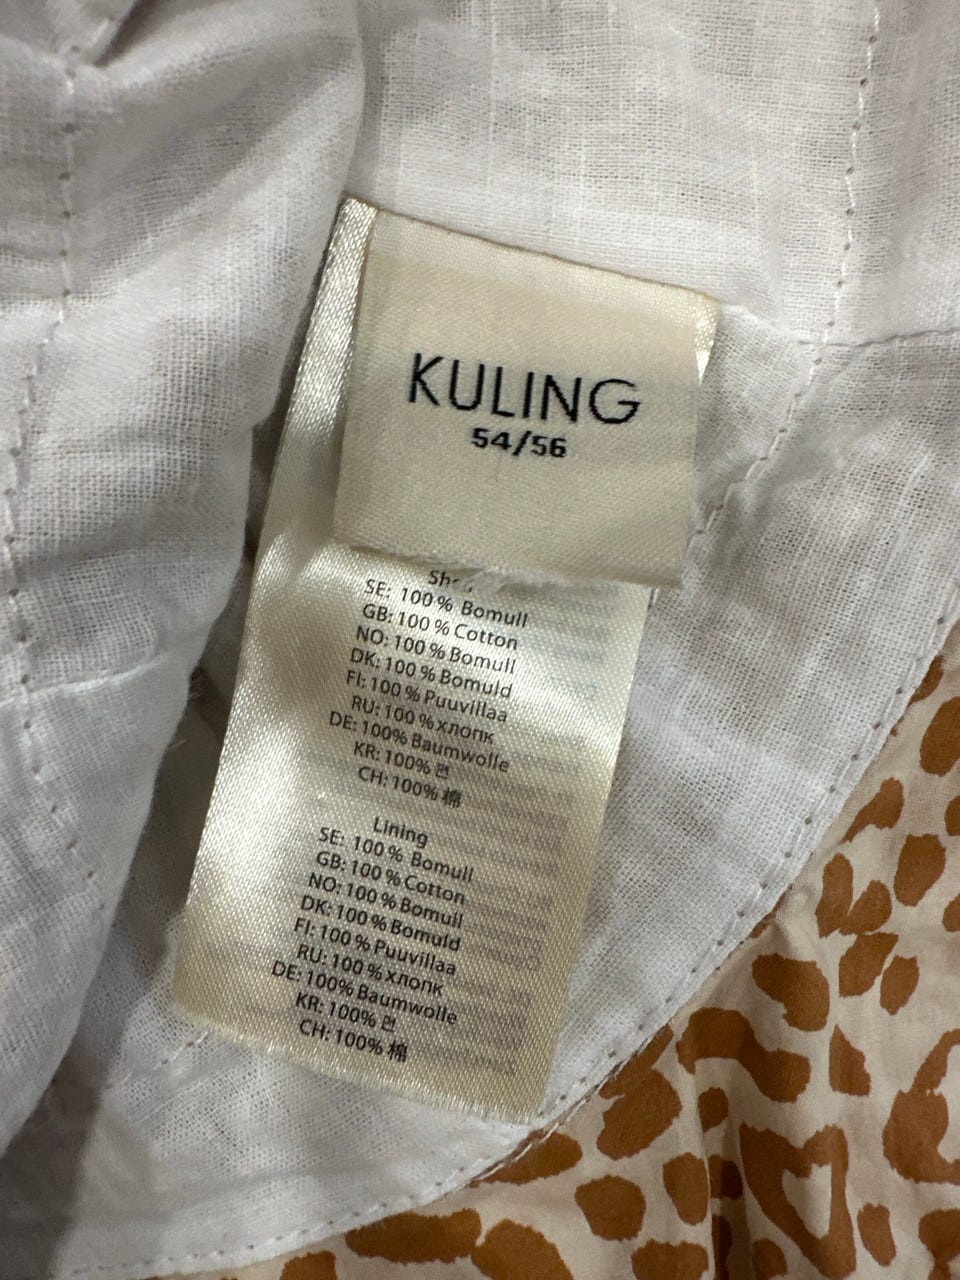 KULING
54/56
SE: 100 % Bomull
GB: 100 % Cotton
NO: 100 % Bomull
DK: 100 % Bomuld
FI: 100 % Puuvillaa
RU: 100 % хлопк
DE: 100% Baumwolle
KR: 100%
CH: 100% 棉
Lining
SE: 100 % Bomull
GB: 100 % Cotton
NO: 100 % Bomull
DK: 100 % Bomuld
FI: 100 % Puuvillaa
RU: 100 % хлопк
DE: 100% Baumwolle
KR: 100%
CH: 100% 棉